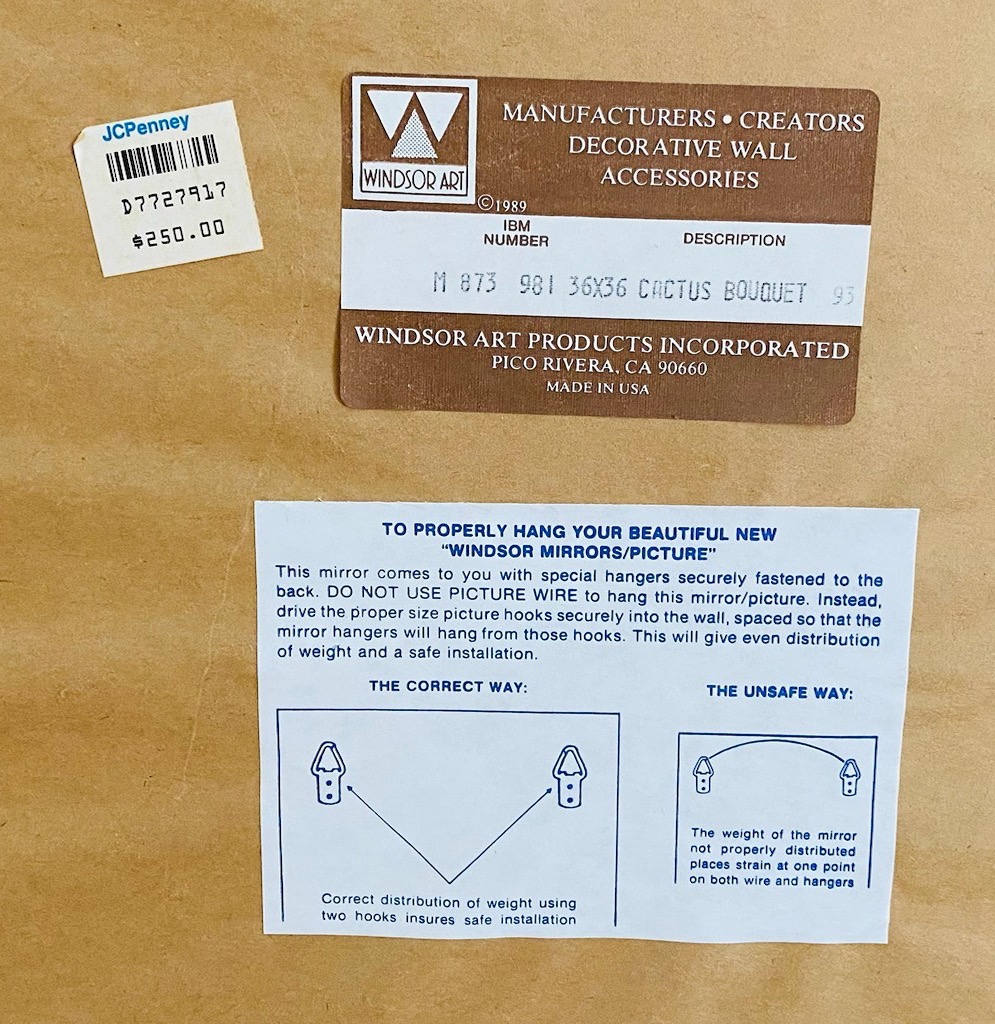 JCPenney
D7727917
$250.00
WINDSOR ART
©1989
MANUFACTURERS • CREATORS
DECORATIVE WALL
ACCESSORIES
IBM
NUMBER
DESCRIPTION
M 873 981 36X36 CACTUS BOUQUET 93
WINDSOR ART PRODUCTS INCORPORATED
PICO RIVERA, CA 90660
MADE IN USA
TO PROPERLY HANG YOUR BEAUTIFUL NEW
"WINDSOR MIRRORS/PICTURE"
This mirror comes to you with special hangers securely fastened to the
back. DO NOT USE PICTURE WIRE to hang this mirror/picture. Instead,
drive the proper size picture hooks securely into the wall, spaced so that the
mirror hangers will hang from those hooks. This will give even distribution
of weight and a safe installation.
THE CORRECT WAY:
Correct distribution of weight using
two hooks insures safe installation
THE UNSAFE WAY:
The weight of the mirror
not properly distributed
places strain at one point
on both wire and hangers